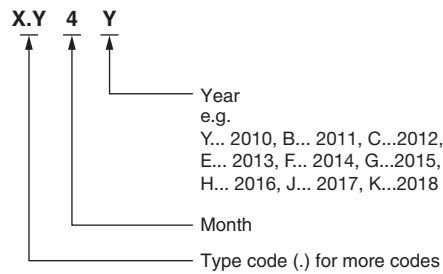 X.Y 4 Y
Year
e.g.
Y... 2010, B... 2011, C...2012,
E... 2013, F... 2014, G...2015,
H... 2016, J... 2017, K...2018
Month
Type code (.) for more codes